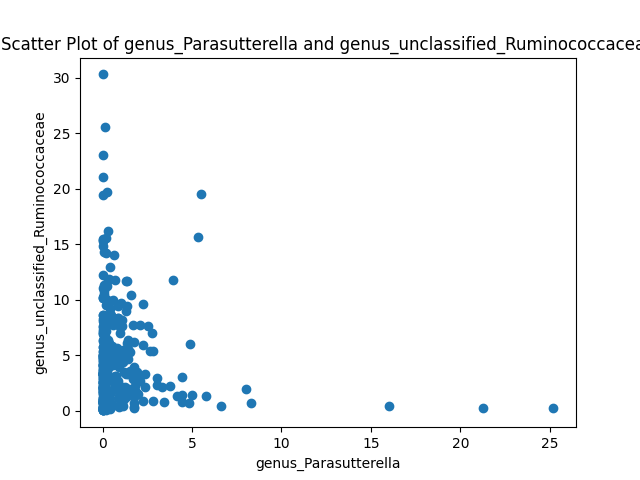 Scatter Plot of genus_Parasutterella and genus_unclassified_Ruminococcacea
30
25
20
15
10
5
0
genus_unclassified_Ruminococcaceae
0 5 10 15 20 25
genus_Parasutterella